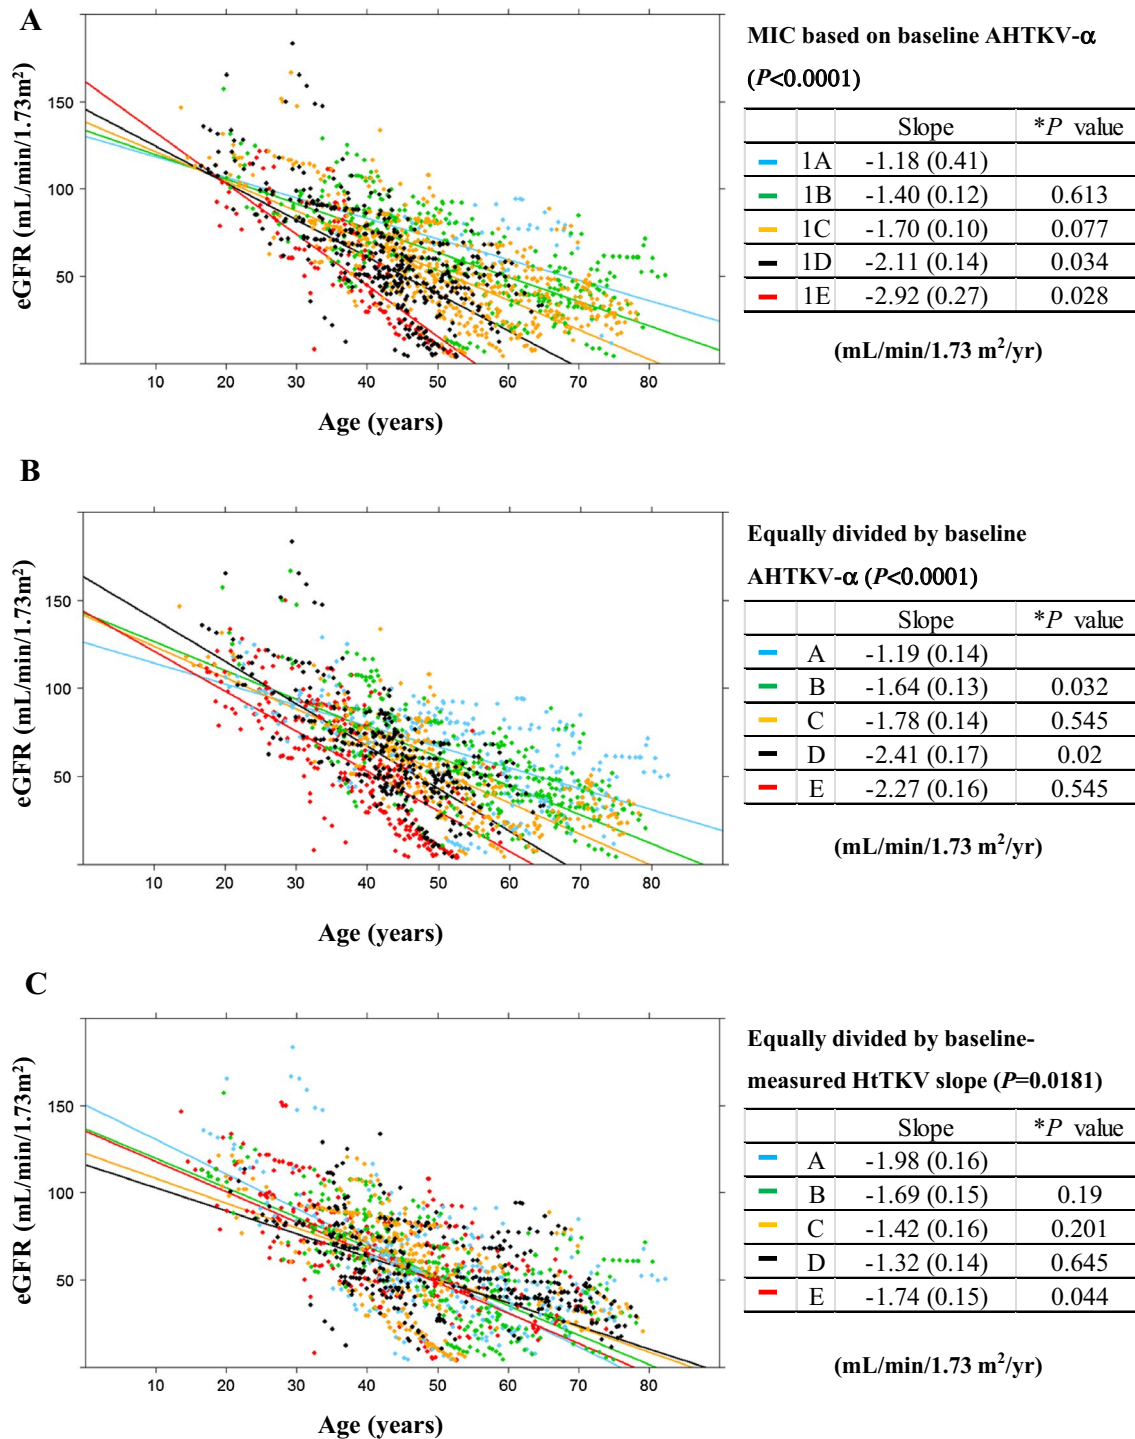 A
MIC based on baseline AHTKV-α
(P<0.0001)
eGFR (mL/min/1.73m²)
150
100
50
10 20 30 40 50 60 70 80
Age (years)
Slope *P value
1A -1.18 (0.41)
1B -1.40 (0.12) 0.613
1C -1.70 (0.10) 0.077
1D -2.11 (0.14) 0.034
1E -2.92 (0.27) 0.028
(mL/min/1.73 m²/yr)
B
Equally divided by baseline
AHTKV-α (P<0.0001)
eGFR (mL/min/1.73m²)
150
100
50
10 20 30 40 50 60 70 80
Age (years)
Slope *P value
A -1.19 (0.14)
B -1.64 (0.13) 0.032
C -1.78 (0.14) 0.545
D -2.41 (0.17) 0.02
E -2.27 (0.16) 0.545
(mL/min/1.73 m²/yr)
C
Equally divided by baseline-
measured HtTKV slope (P=0.0181)
eGFR (mL/min/1.73m²)
150
100
50
10 20 30 40 50 60 70 80
Age (years)
Slope *P value
A -1.98 (0.16)
B -1.69 (0.15) 0.19
C -1.42 (0.16) 0.201
D -1.32 (0.14) 0.645
E -1.74 (0.15) 0.044
(mL/min/1.73 m²/yr)